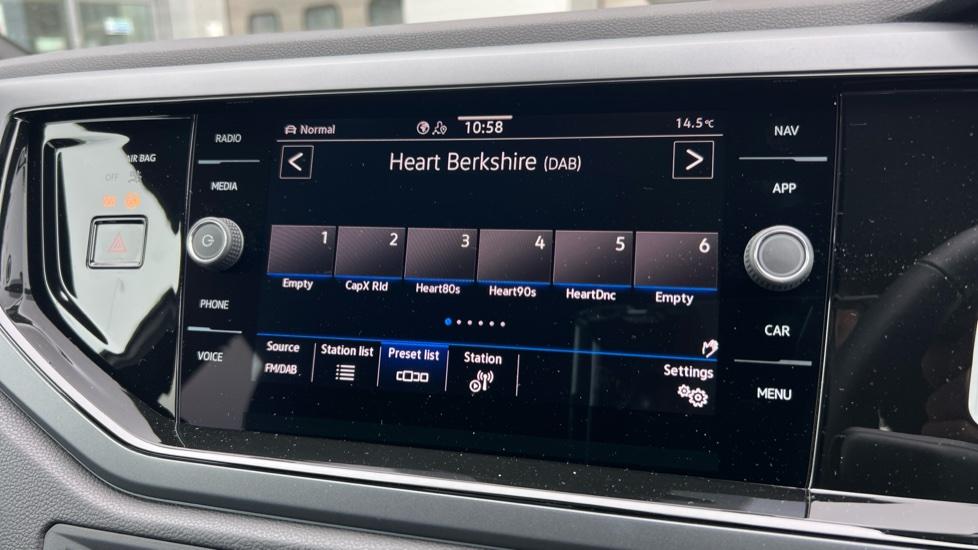 AIR BAG
OFF
RADIO
MEDIA
PHONE
VOICE
Normal
10:58
14.5°C
<
Heart Berkshire (DAB)
>
1 2 3 4 5 6
Empty CapX Rld Heart80s Heart90s HeartDnc Empty
Source Station list Preset list Station Settings
FM/DAB
NAV
APP
CAR
MENU